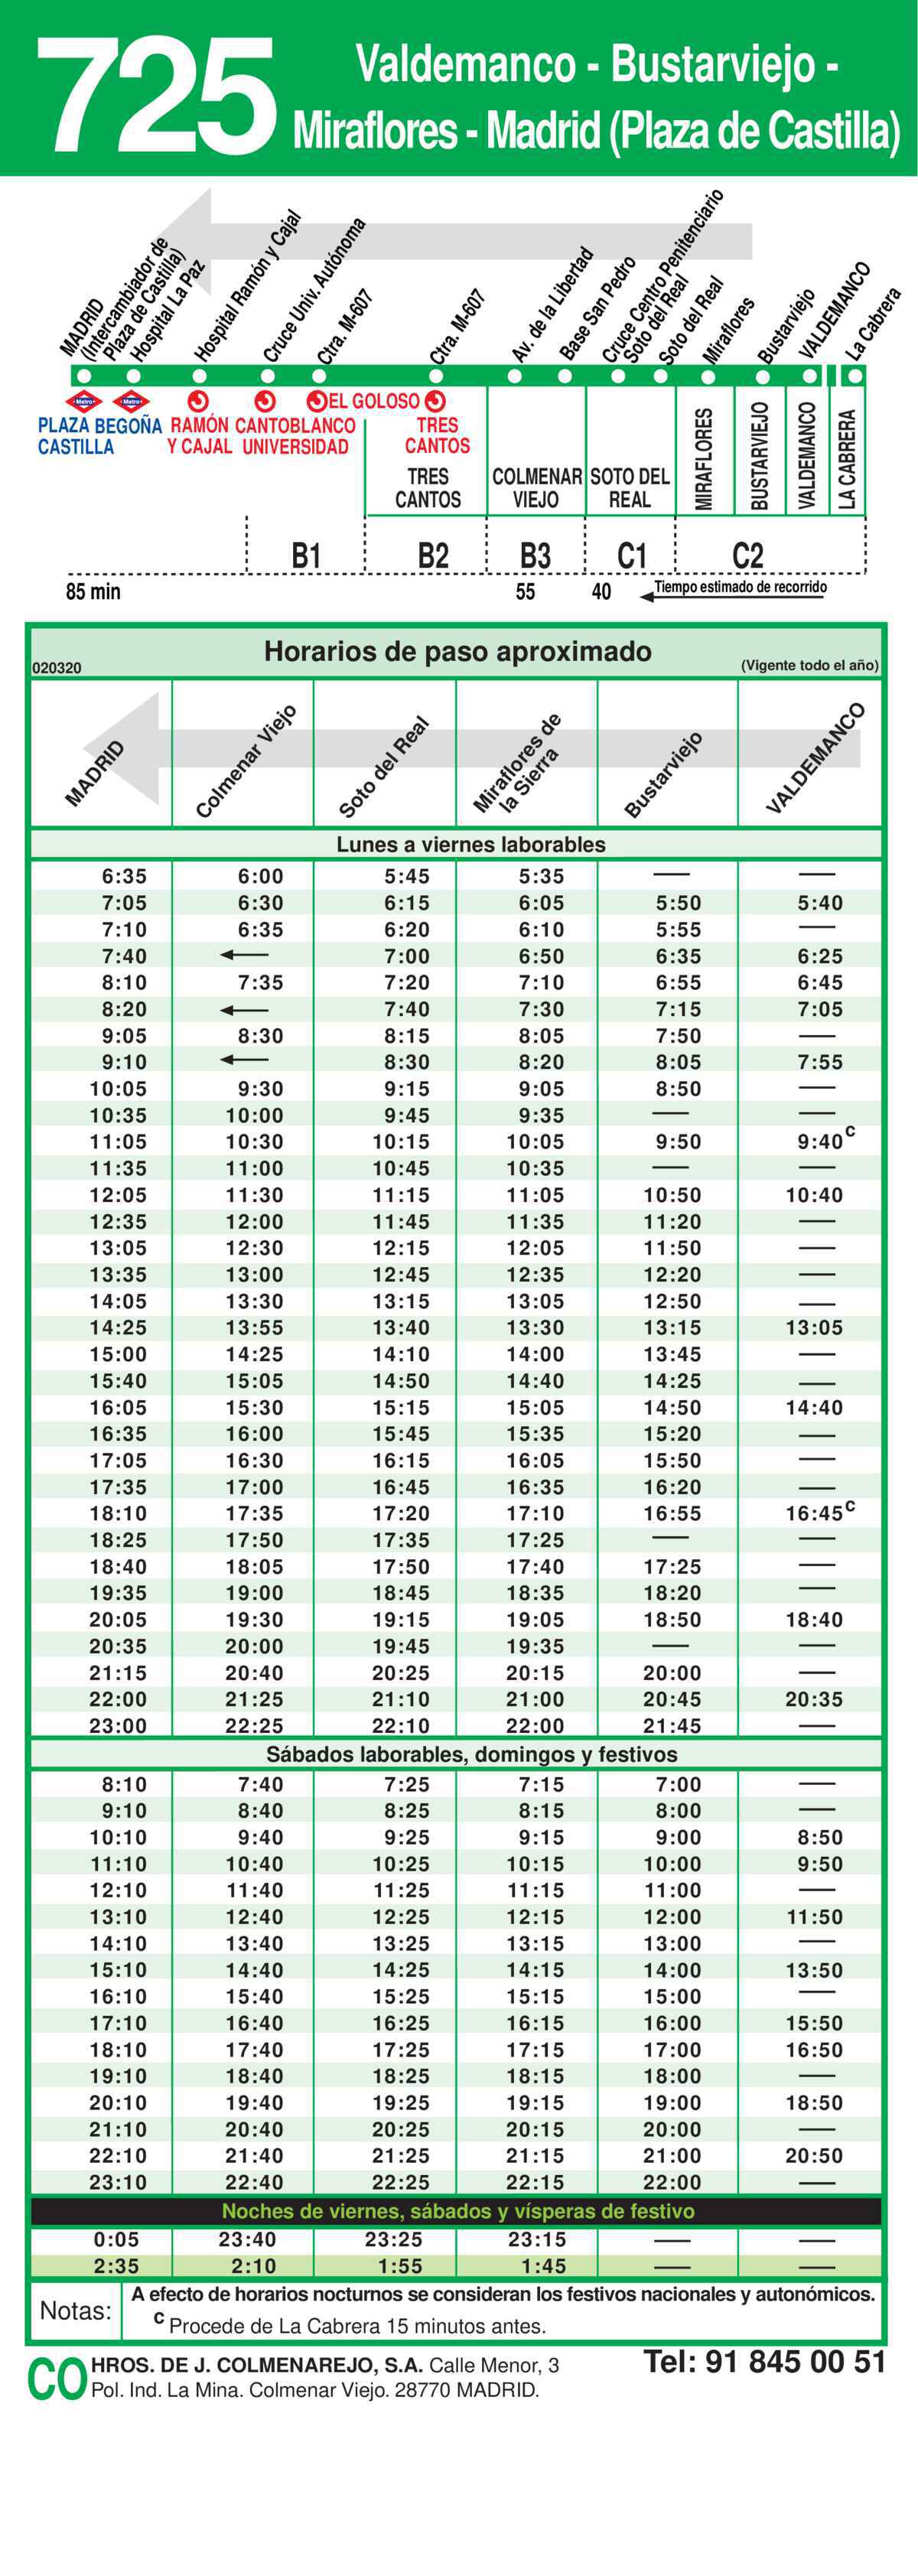 725
Valdemanco - Bustarviejo -
Miraflores - Madrid (Plaza de Castilla)
MADRID
(Intercambiador de
Plaza de Castilla)
Hospital La Paz
Hospital Ramón y Cajal
Cruce Univ. Autónoma
Ctra. M-607
Ctra. M-607
Av. de la Libertad
Base San Pedro
Cruce Centro Penitenciario
Soto del Real
Soto del Real
Miraflores
Bustarviejo
VALDEMANCO
La Cabrera
Metro Metro EL GOLOSO
PLAZA BEGOÑA RAMÓN CANTOBLANCO TRES
CASTILLA Y CAJAL UNIVERSIDAD CANTOS
TRES COLMENAR SOTO DEL
CANTOS VIEJO REAL
MIRAFLORES
BUSTARVIEJO
VALDEMANCO
LA CABRERA
B1 B2 B3 C1 C2
85 min 55 40 Tiempo estimado de recorrido
Horarios de paso aproximado
020320 (Vigente todo el año)
MADRID
Colmenar Viejo
Soto del Real
Miraflores de
la Sierra
Bustarviejo
VALDEMANCO
Lunes a viernes laborables
6:35 6:00 5:45 5:35 — —
7:05 6:30 6:15 6:05 5:50 5:40
7:10 6:35 6:20 6:10 5:55 —
7:40 ← 7:00 6:50 6:35 6:25
8:10 7:35 7:20 7:10 6:55 6:45
8:20 ← 7:40 7:30 7:15 7:05
9:05 8:30 8:15 8:05 7:50 —
9:10 ← 8:30 8:20 8:05 7:55
10:05 9:30 9:15 9:05 8:50 —
10:35 10:00 9:45 9:35 — —
11:05 10:30 10:15 10:05 9:50 9:40 c
11:35 11:00 10:45 10:35 — —
12:05 11:30 11:15 11:05 10:50 10:40
12:35 12:00 11:45 11:35 11:20 —
13:05 12:30 12:15 12:05 11:50 —
13:35 13:00 12:45 12:35 12:20 —
14:05 13:30 13:15 13:05 12:50 —
14:25 13:55 13:40 13:30 13:15 13:05
15:00 14:25 14:10 14:00 13:45 —
15:40 15:05 14:50 14:40 14:25 —
16:05 15:30 15:15 15:05 14:50 14:40
16:35 16:00 15:45 15:35 15:20 —
17:05 16:30 16:15 16:05 15:50 —
17:35 17:00 16:45 16:35 16:20 —
18:10 17:35 17:20 17:10 16:55 16:45 c
18:25 17:50 17:35 17:25 — —
18:40 18:05 17:50 17:40 17:25 —
19:35 19:00 18:45 18:35 18:20 —
20:05 19:30 19:15 19:05 18:50 18:40
20:35 20:00 19:45 19:35 — —
21:15 20:40 20:25 20:15 20:00 —
22:00 21:25 21:10 21:00 20:45 20:35
23:00 22:25 22:10 22:00 21:45 —
Sábados laborables, domingos y festivos
8:10 7:40 7:25 7:15 7:00 —
9:10 8:40 8:25 8:15 8:00 —
10:10 9:40 9:25 9:15 9:00 8:50
11:10 10:40 10:25 10:15 10:00 9:50
12:10 11:40 11:25 11:15 11:00 —
13:10 12:40 12:25 12:15 12:00 11:50
14:10 13:40 13:25 13:15 13:00 —
15:10 14:40 14:25 14:15 14:00 13:50
16:10 15:40 15:25 15:15 15:00 —
17:10 16:40 16:25 16:15 16:00 15:50
18:10 17:40 17:25 17:15 17:00 16:50
19:10 18:40 18:25 18:15 18:00 —
20:10 19:40 19:25 19:15 19:00 18:50
21:10 20:40 20:25 20:15 20:00 —
22:10 21:40 21:25 21:15 21:00 20:50
23:10 22:40 22:25 22:15 22:00 —
Noches de viernes, sábados y vísperas de festivo
0:05 23:40 23:25 23:15 — —
2:35 2:10 1:55 1:45 — —
Notas: A efecto de horarios nocturnos se consideran los festivos nacionales y autonómicos.
c Procede de La Cabrera 15 minutos antes.
CO HROS. DE J. COLMENAREJO, S.A. Calle Menor, 3 Tel: 91 845 00 51
Pol. Ind. La Mina. Colmenar Viejo. 28770 MADRID.